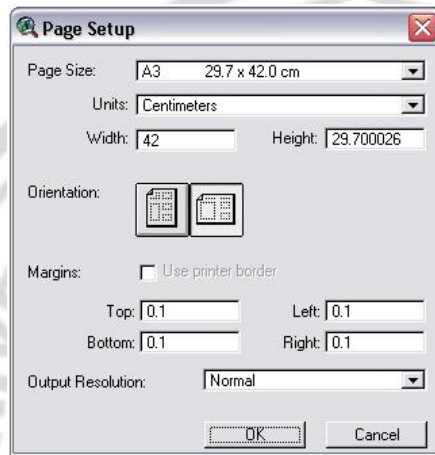 Page Setup
Page Size: A3 29.7 x 42.0 cm
Units: Centimeters
Width: 42 Height: 29.700026
Orientation:
Margins: Use printer border
Top: 0.1 Left: 0.1
Bottom: 0.1 Right: 0.1
Output Resolution: Normal
OK Cancel